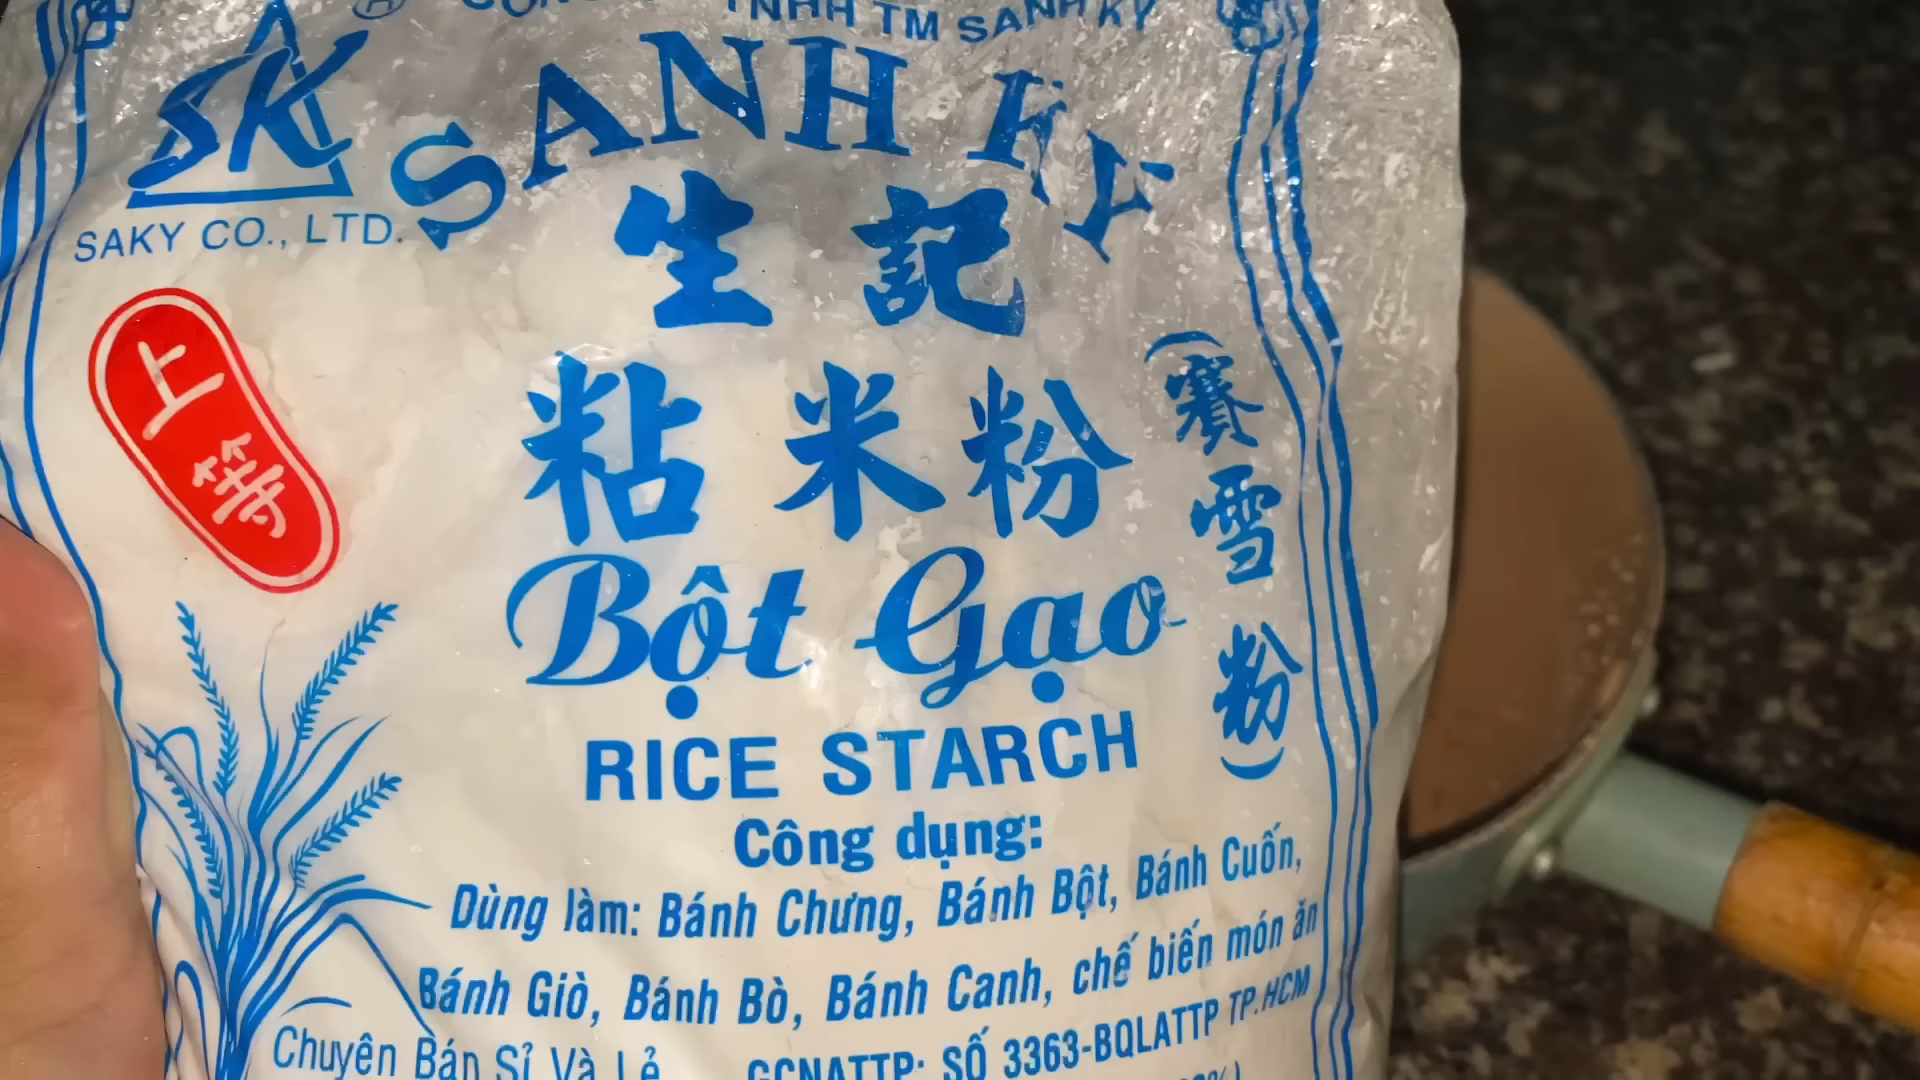 TNHH TM SANH KY
SK
SANH KY
SAKY CO., LTD.
生記
上等
粘米粉
(賽雪粉)
Bột Gạo
RICE STARCH
Công dụng:
Dùng làm: Bánh Chưng, Bánh Bột, Bánh Cuốn,
Bánh Giò, Bánh Bò, Bánh Canh, chế biến món ăn
Chuyên Bán Sỉ Và Lẻ
GCNATTP: SỐ 3363-BQLATTP TP.HCM